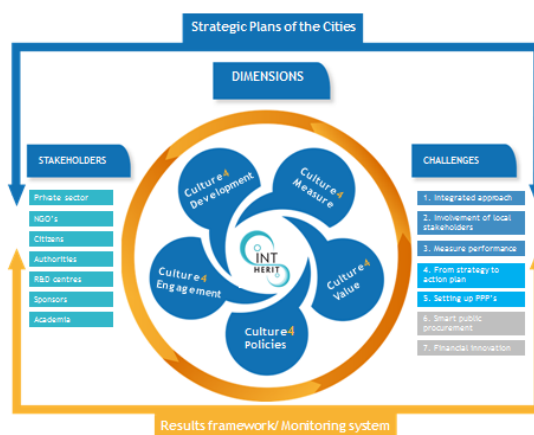 Strategic Plans of the Cities
DIMENSIONS
STAKEHOLDERS
Private sector
NGO's
Citizens
Authorities
R&D centres
Sponsors
Academia
Culture4
Development
Culture4
Measure
Culture4
Value
Culture4
Policies
Culture4
Engagement
INT
HERIT
CHALLENGES
1. Integrated approach
2. Involvement of local
stakeholders
3. Measure performance
4. From strategy to
action plan
5. Setting up PPP's
6. Smart public
procurement
7. Financial innovation
Results framework/ Monitoring system